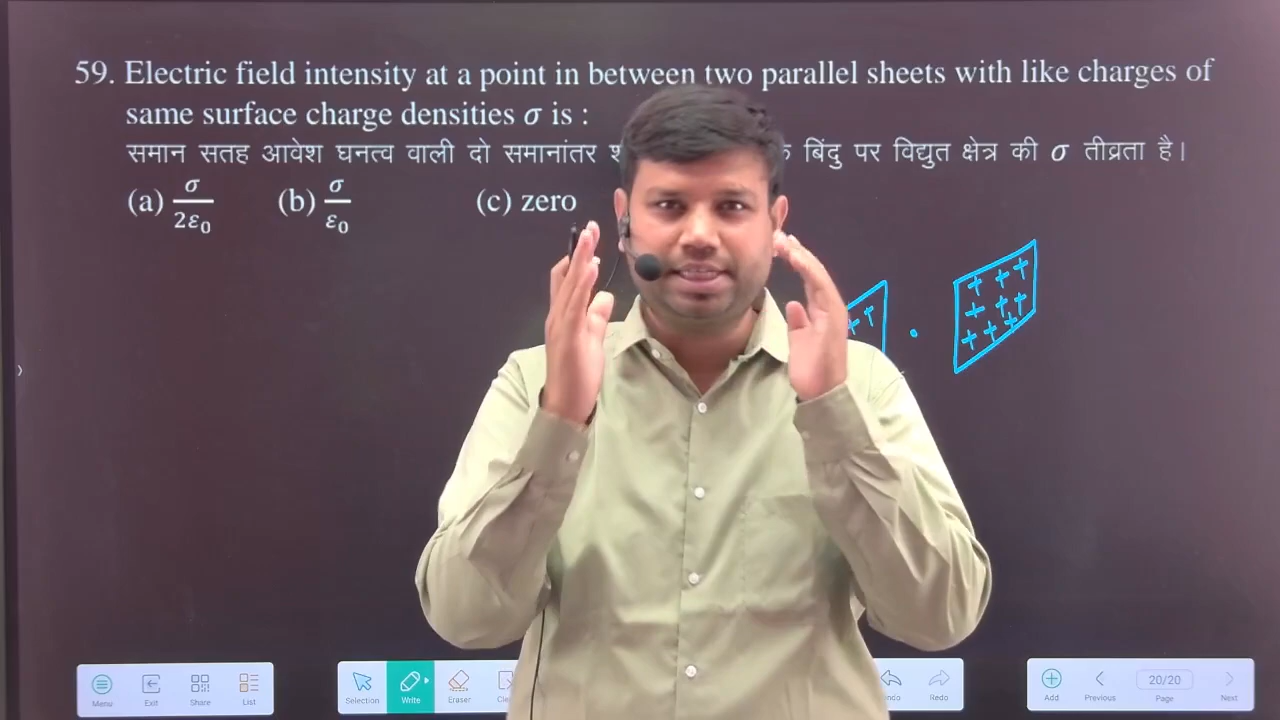 59. Electric field intensity at a point in between two parallel sheets with like charges of
same surface charge densities σ is :
समान सतह आवेश घनत्व वाली दो समानांतर बिंदु पर विद्युत क्षेत्र की σ तीव्रता है।
(a) σ/2ε₀ (b) σ/ε₀ (c) zero
+ +
+ + +
+ + +
+ + +
Menu Exit Share List Selection Write Eraser Redo Add Previous 20/20 Page Next